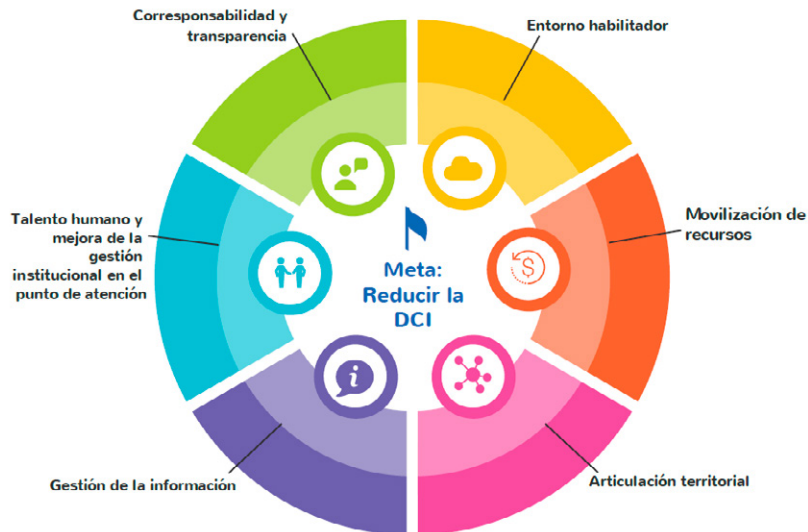 Corresponsabilidad y
transparencia
Entorno habilitador
Movilización de
recursos
Articulación territorial
Gestión de la información
Talento humano y
mejora de la
gestión
institucional en el
punto de atención
Meta:
Reducir la
DCI
$
i